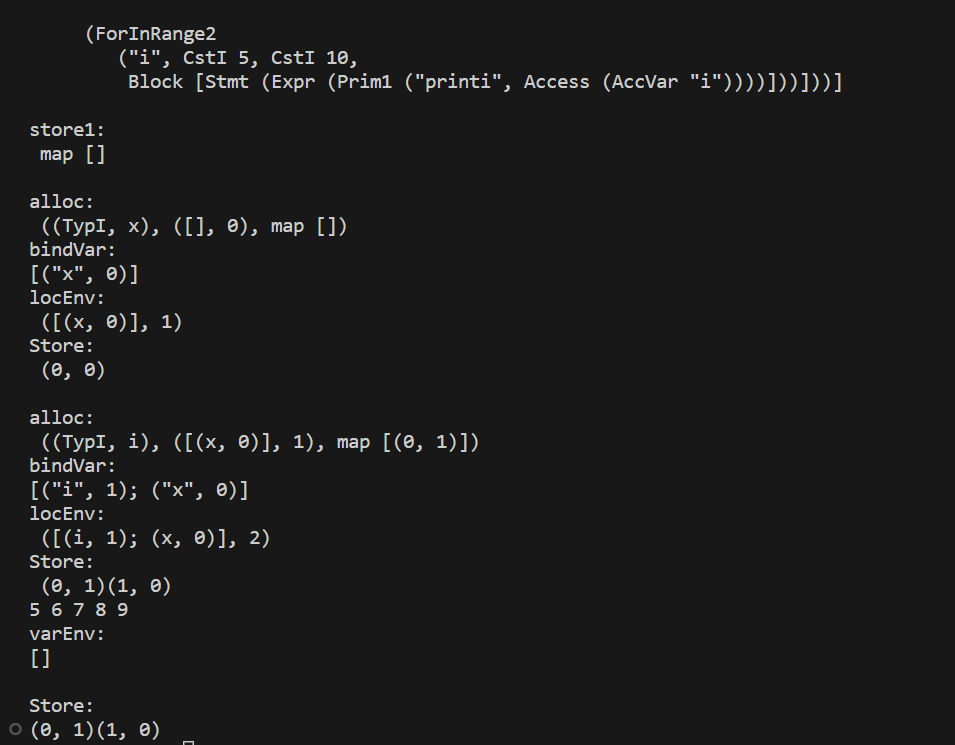 (ForInRange2
("i", CstI 5, CstI 10,
Block [Stmt (Expr (Prim1 ("printi", Access (AccVar "i"))))]))]))]
store1:
map []
alloc:
((TypI, x), ([], 0), map [])
bindVar:
[("x", 0)]
locEnv:
([(x, 0)], 1)
Store:
(0, 0)
alloc:
((TypI, i), ([(x, 0)], 1), map [(0, 1)])
bindVar:
[("i", 1); ("x", 0)]
locEnv:
([(i, 1); (x, 0)], 2)
Store:
(0, 1)(1, 0)
5 6 7 8 9
varEnv:
[]
Store:
(0, 1)(1, 0)